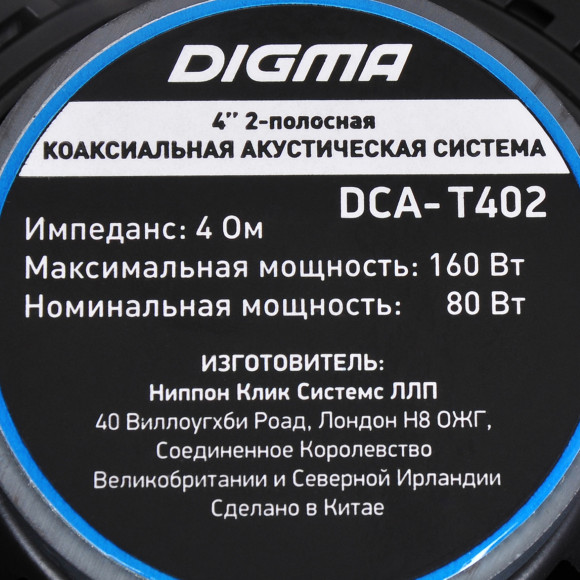 DIGMA
4’’ 2-полосная
КОАКСИАЛЬНАЯ АКУСТИЧЕСКАЯ СИСТЕМА
DCA-T402
Импеданс: 4 Ом
Максимальная мощность: 160 Вт
Номинальная мощность: 80 Вт
ИЗГОТОВИТЕЛЬ:
Ниппон Клик Системс ЛЛП
40 Виллоугхби Роад, Лондон Н8 ОЖГ,
Соединенное Королевство
Великобритании и Северной Ирландии
Сделано в Китае